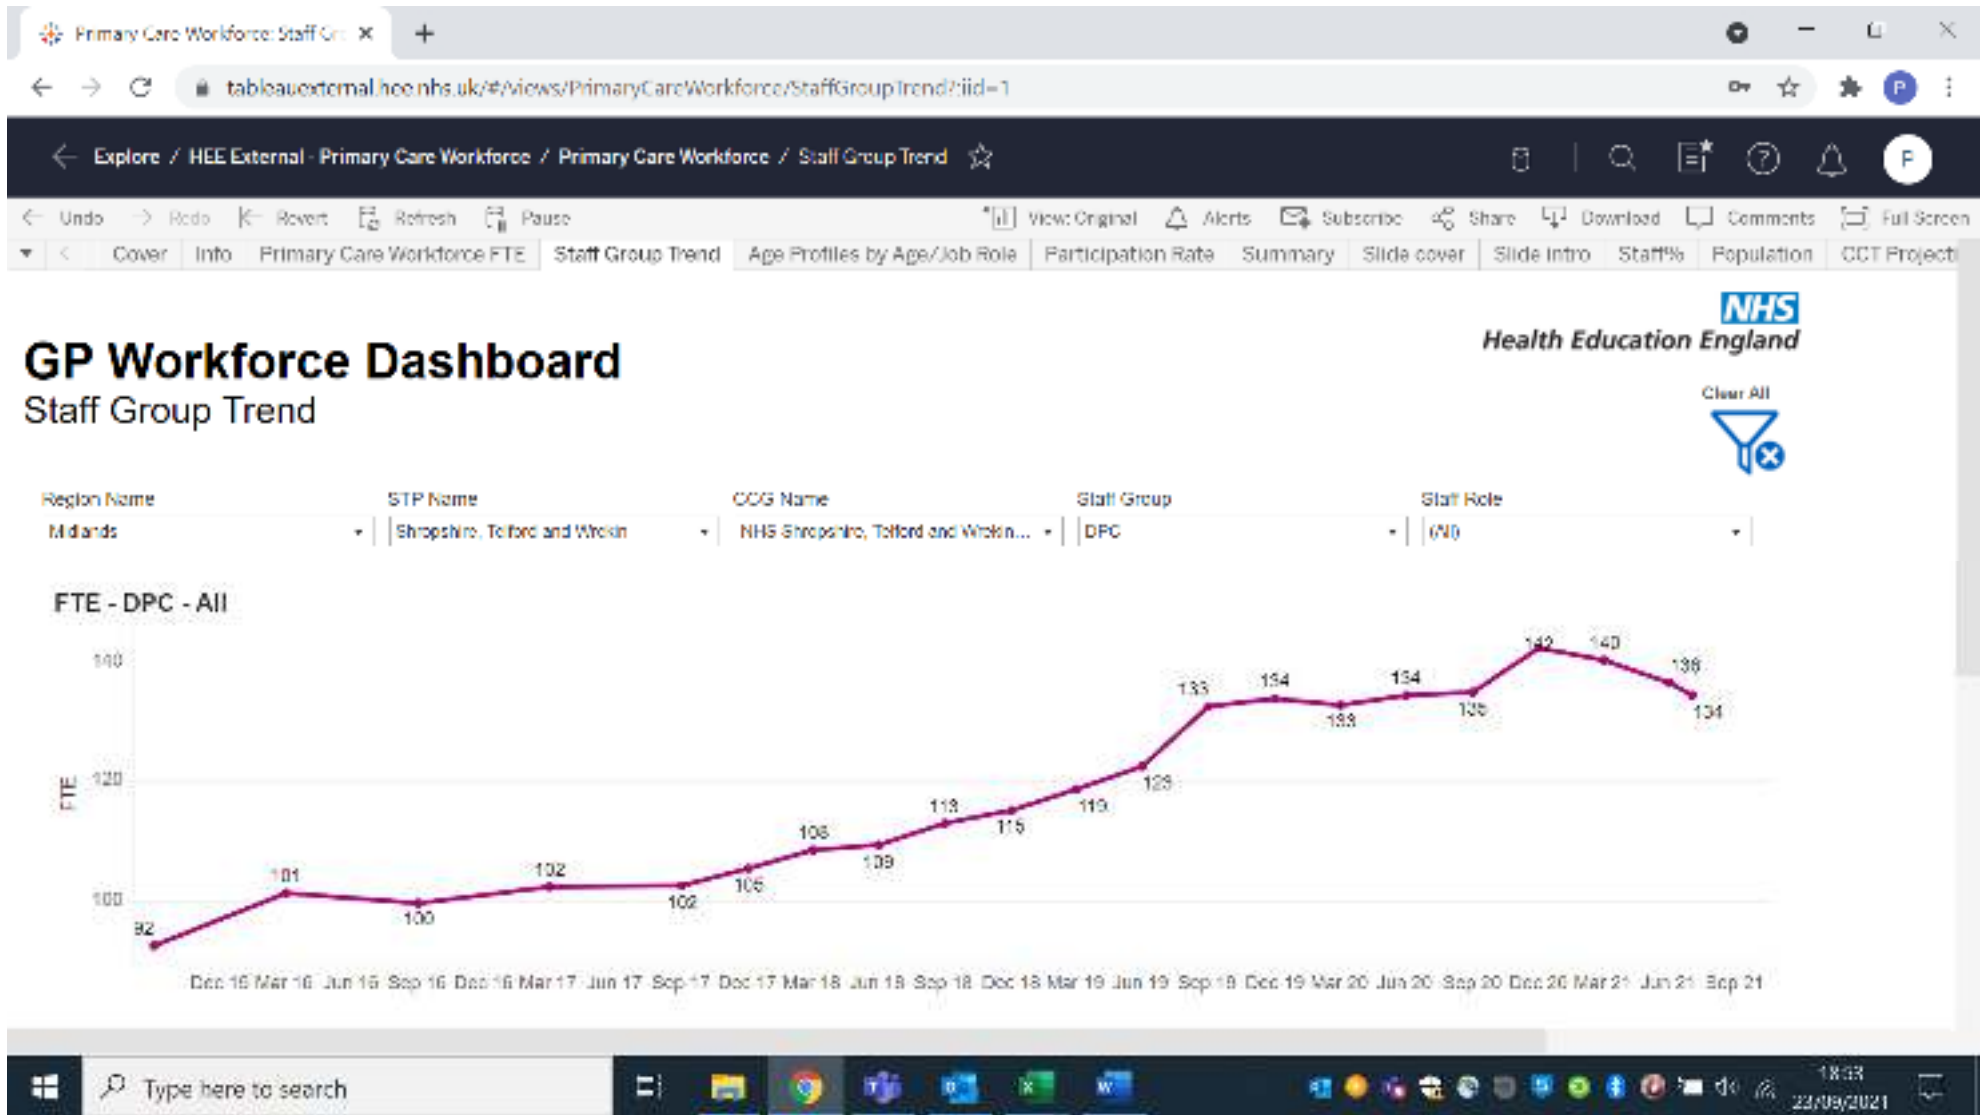 Primary Care Workforce: Staff Gr
tableauexternal.hee.nhs.uk/#/views/PrimaryCareWorkforce/StaffGroupTrend?:iid=1
P
Explore / HEE External - Primary Care Workforce / Primary Care Workforce / Staff Group Trend
P
Undo Redo Revert Refresh Pause View: Original Alerts Subscribe Share Download Comments Full Screen
Cover Info Primary Care Workforce FTE Staff Group Trend Age Profiles by Age/Job Role Participation Rate Summary Slide cover Slide intro Staff% Population CCT Projecti
NHS
Health Education England
GP Workforce Dashboard
Staff Group Trend
Clear All
Region Name STP Name CCG Name Staff Group Staff Role
Midlands Shropshire, Telford and Wrekin NHS Shropshire, Telford and Wrekin... DPC (All)
FTE - DPC - All
140
120
100
FTE
92 101 100 102 102 105 108 109 113 115 119 123 133 134 133 134 135 142 140 136 134
Dec 15 Mar 16 Jun 16 Sep 16 Dec 16 Mar 17 Jun 17 Sep 17 Dec 17 Mar 18 Jun 18 Sep 18 Dec 18 Mar 19 Jun 19 Sep 19 Dec 19 Mar 20 Jun 20 Sep 20 Dec 20 Mar 21 Jun 21 Sep 21
Type here to search
18:53
23/09/2021